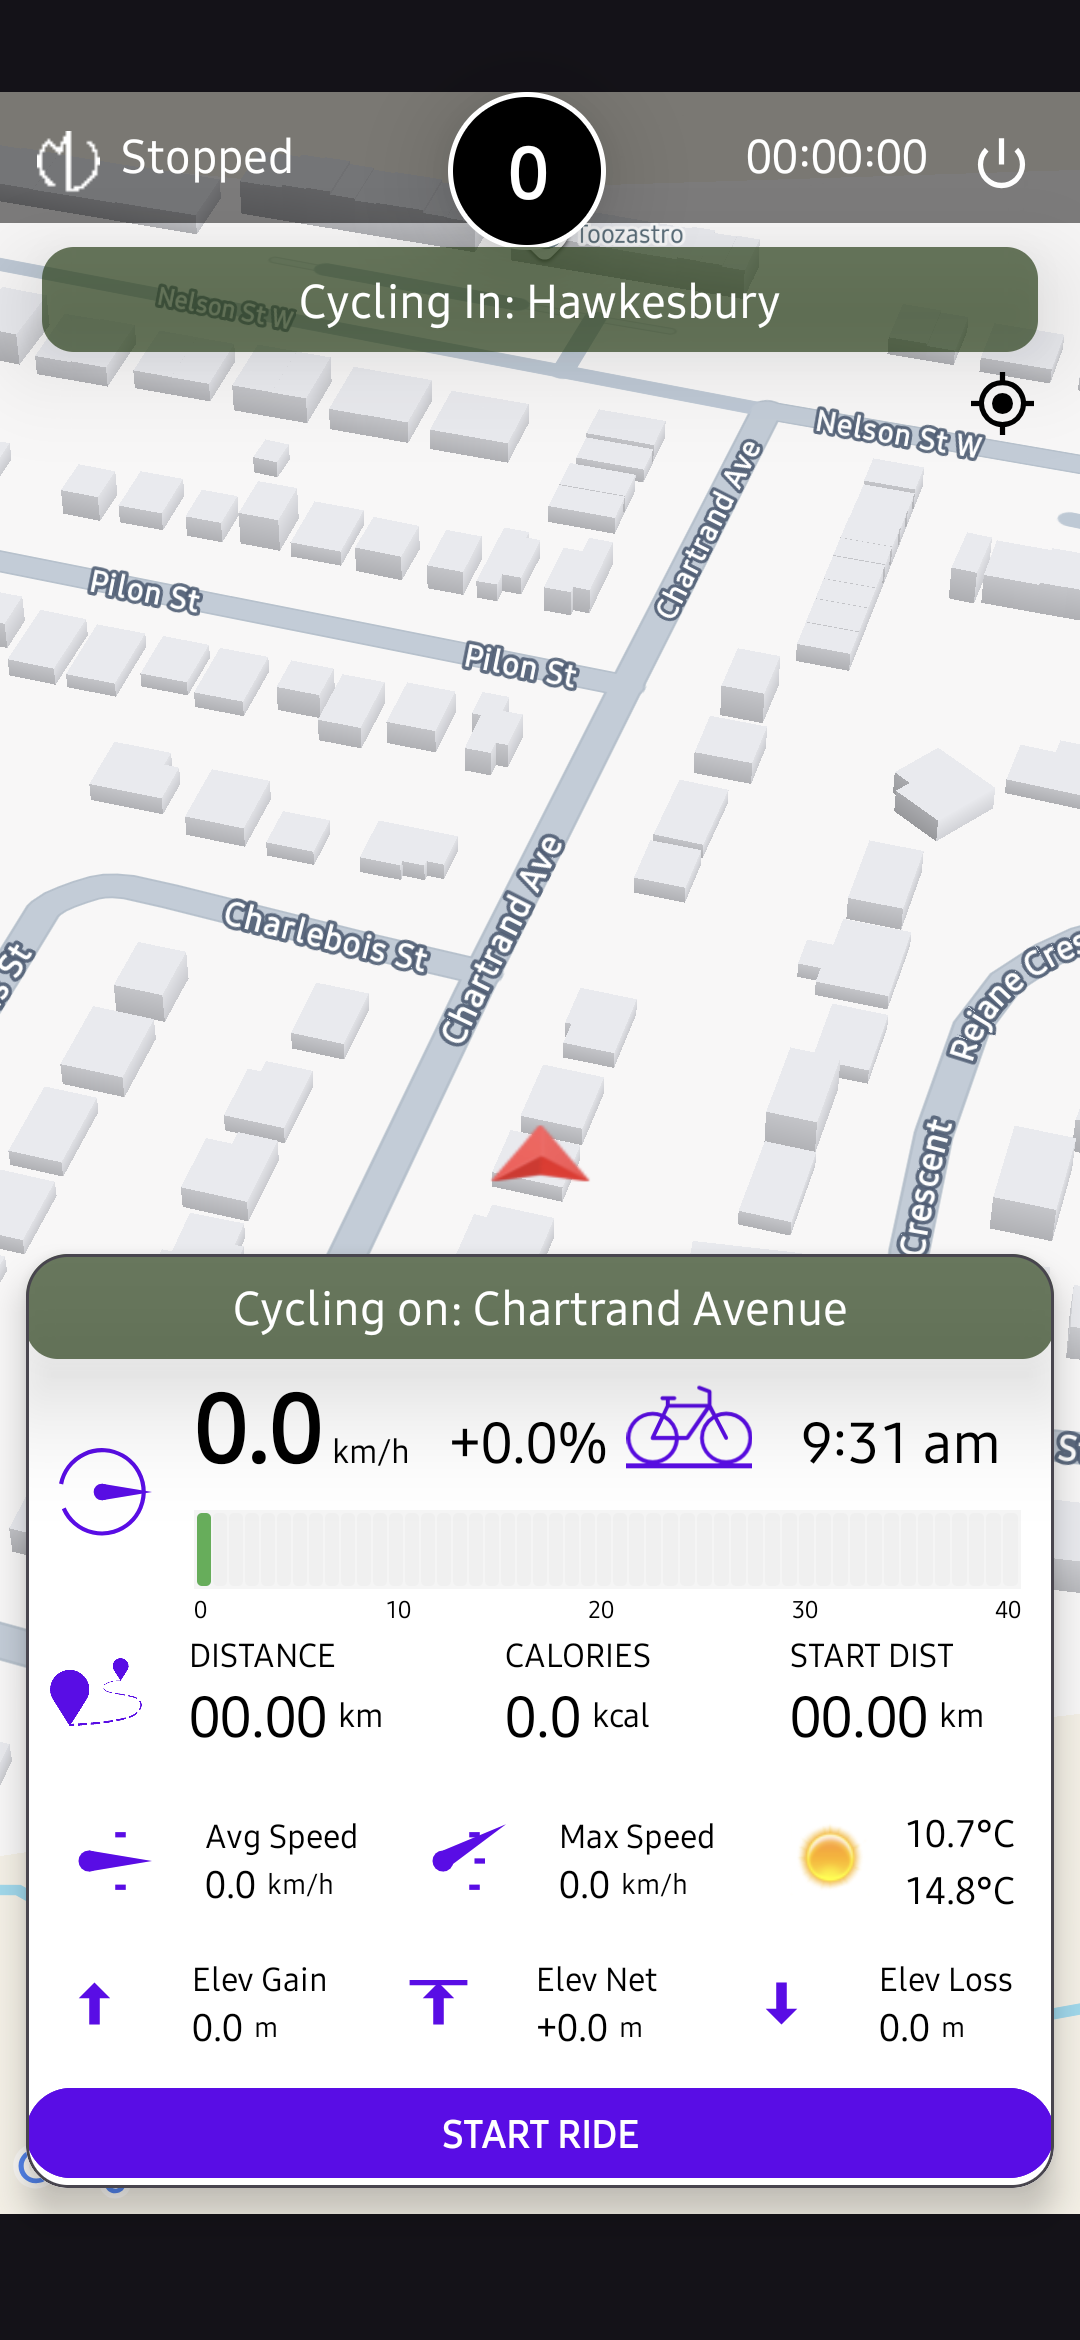 Stopped
0
00:00:00
Toozastro
Cycling In: Hawkesbury
Nelson St W
Nelson St W
Chartrand Ave
Pilon St
Pilon St
Chartrand Ave
Charlebois St
Rejane Cres
Crescent
Cycling on: Chartrand Avenue
0.0 km/h +0.0% 9:31 am
0 10 20 30 40
DISTANCE CALORIES START DIST
00.00 km 0.0 kcal 00.00 km
Avg Speed Max Speed 10.7°C
0.0 km/h 0.0 km/h 14.8°C
Elev Gain Elev Net Elev Loss
0.0 m +0.0 m 0.0 m
START RIDE